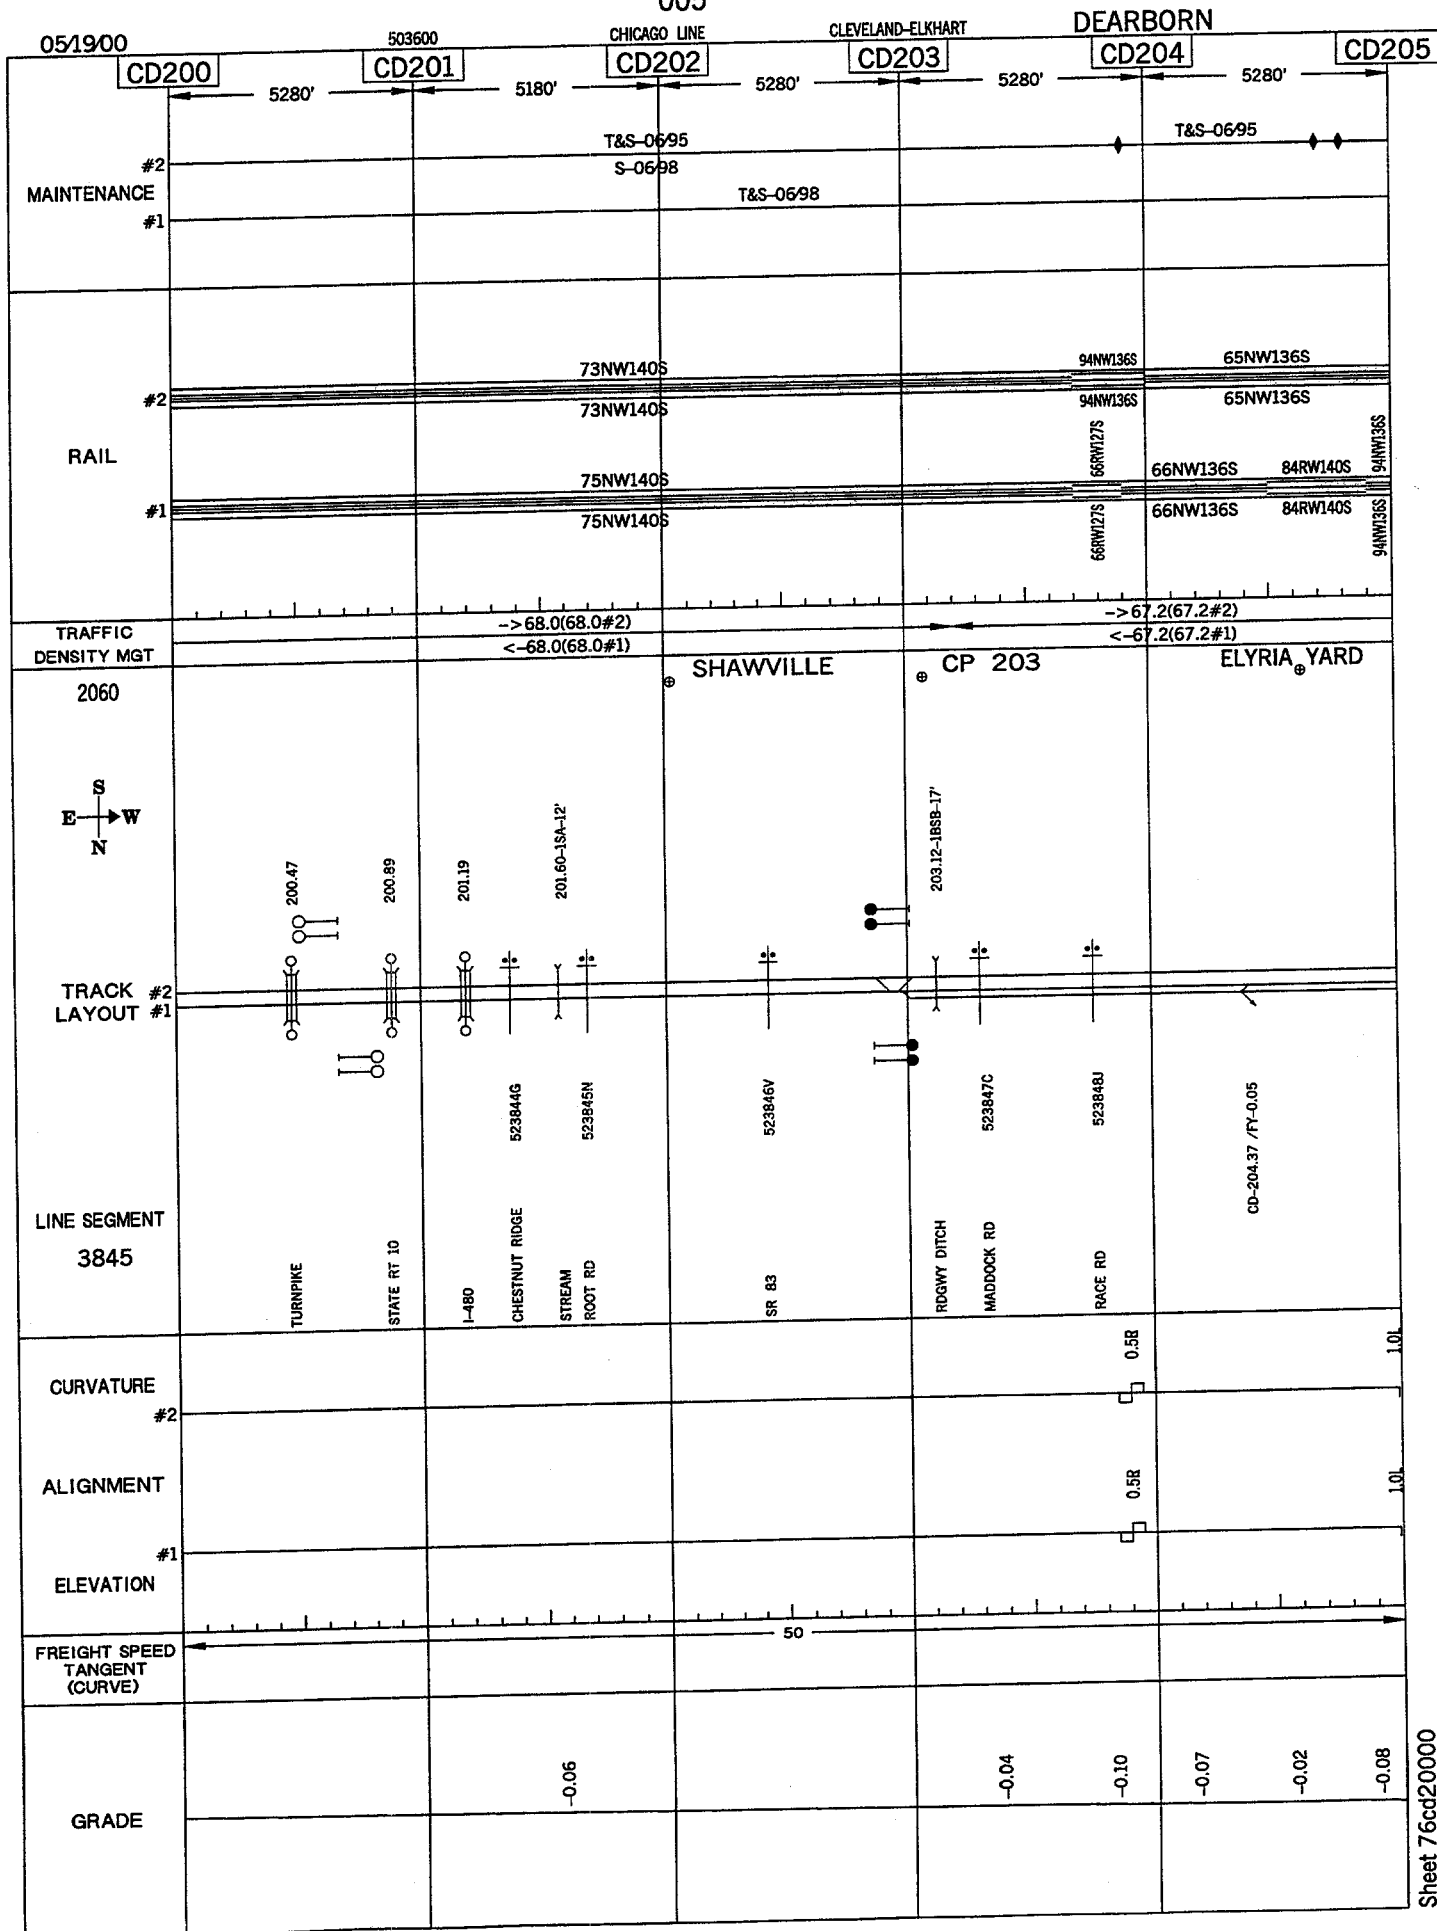 005
05/19/00 503600 CHICAGO LINE CLEVELAND-ELKHART DEARBORN
CD200 CD201 CD202 CD203 CD204 CD205
5280' 5180' 5280' 5280' 5280'
T&S-06/95 T&S-06/95
#2
S-06/98
MAINTENANCE
T&S-06/98
#1
73NW140S 94NW136S 65NW136S
#2
73NW140S 94NW136S 65NW136S
RAIL
66RW127S 94NW136S
75NW140S 66NW136S 84RW140S
#1
75NW140S 66NW136S 84RW140S
66RW127S 94NW136S
TRAFFIC
DENSITY MGT
->68.0(68.0#2) ->67.2(67.2#2)
<-68.0(68.0#1) <-67.2(67.2#1)
2060
SHAWVILLE CP 203 ELYRIA YARD
S
E W
N
200.47
200.89
201.19
201.60-1SA-12'
203.12-1BSB-17'
TRACK #2
LAYOUT #1
523844G
523845N
523846V
523847C
523848J
CD-204.37 /FY-0.05
LINE SEGMENT
3845
TURNPIKE
STATE RT 10
I-480
CHESTNUT RIDGE
STREAM
ROOT RD
SR 83
RDGWY DITCH
MADDOCK RD
RACE RD
CURVATURE
0.5R 1.0L
#2
ALIGNMENT
0.5R 1.0L
#1
ELEVATION
FREIGHT SPEED
TANGENT
(CURVE)
50
GRADE
-0.06 -0.04 -0.10 -0.07 -0.02 -0.08
Sheet 76cd20000